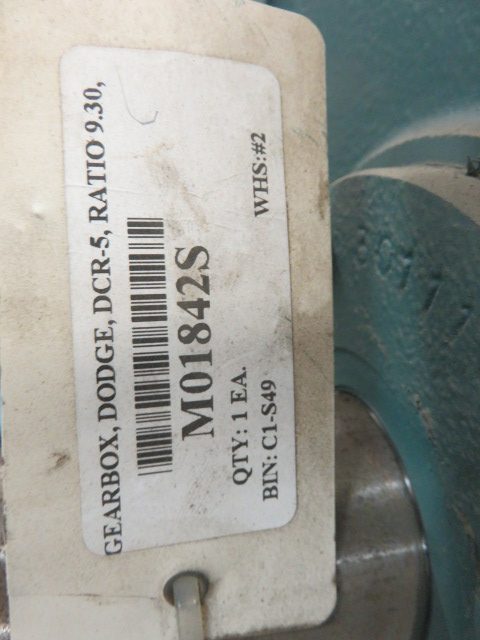 GEARBOX, DODGE, DCR-5, RATIO 9.30,
M01842S
QTY: 1 EA.
BIN: C1-S49
WHS:#2